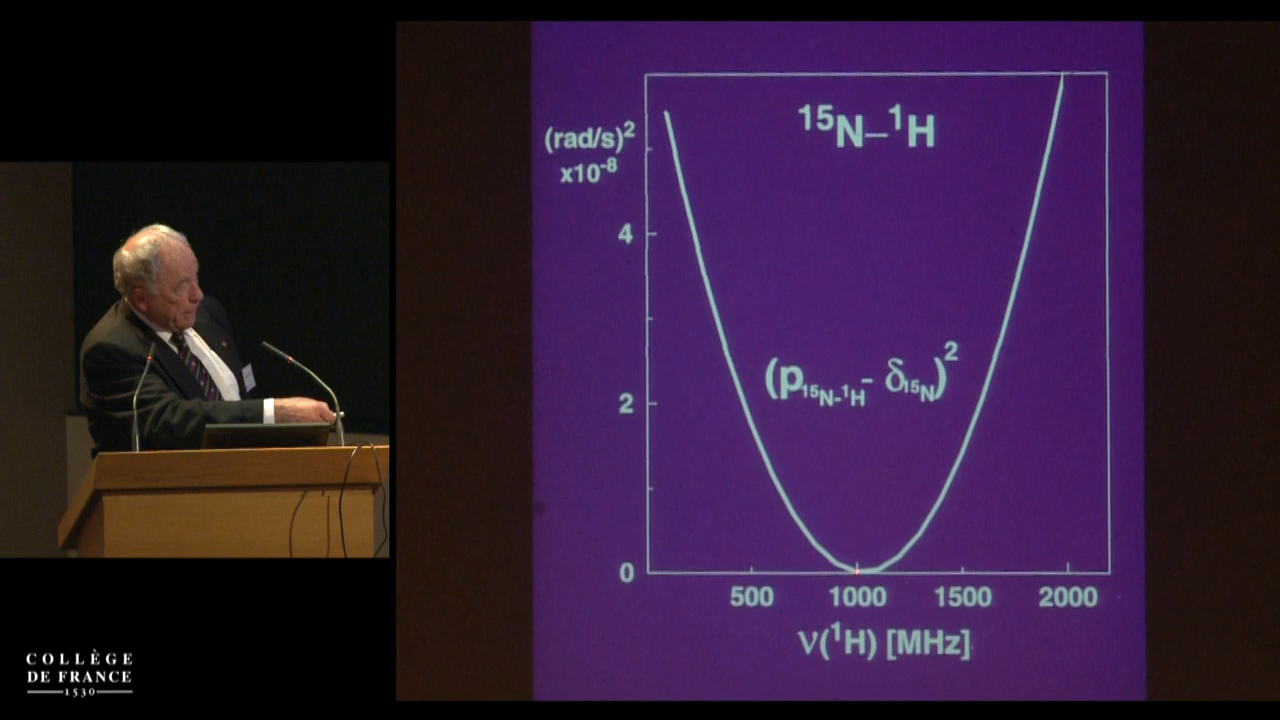 (rad/s)²
x10⁻⁸
¹⁵N–¹H
4
(p₁₅N-₁H - δ₁₅N)²
2
0
500 1000 1500 2000
ν(¹H) [MHz]
COLLÈGE
DE FRANCE
1530